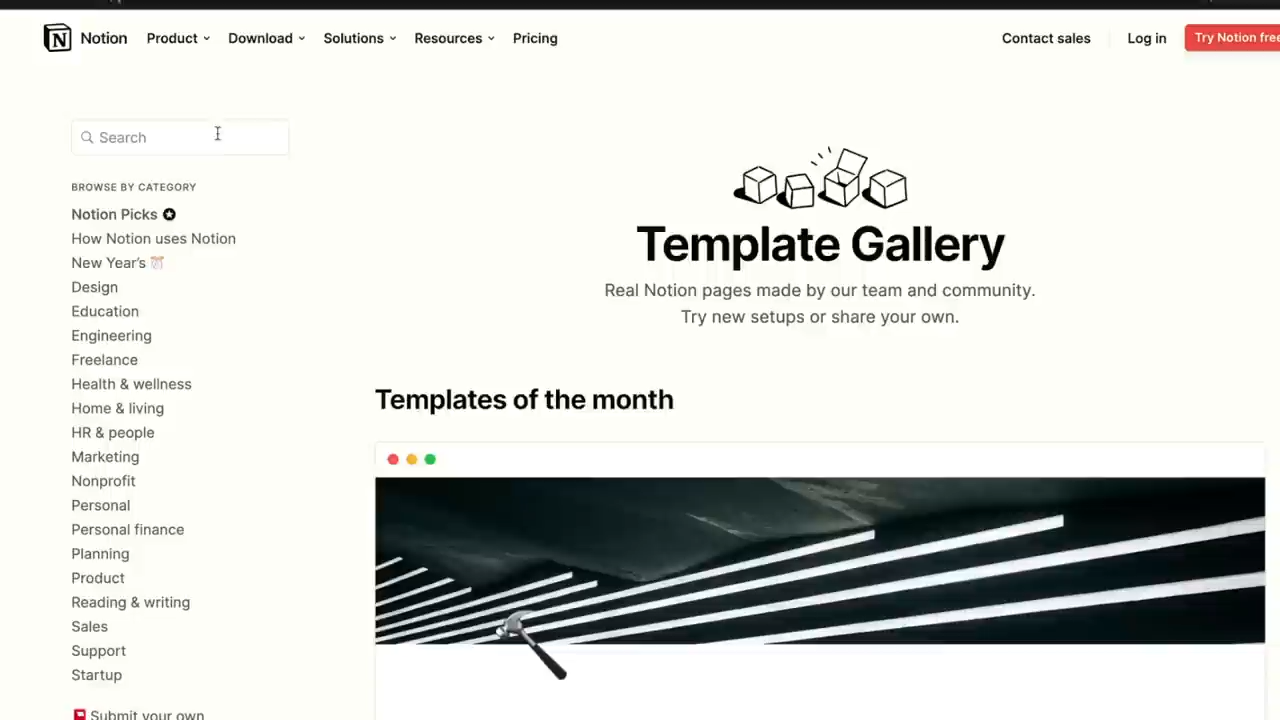 Notion Product Download Solutions Resources Pricing Contact sales Log in Try Notion free
Search
BROWSE BY CATEGORY
Notion Picks
How Notion uses Notion
New Year's
Design
Education
Engineering
Freelance
Health & wellness
Home & living
HR & people
Marketing
Nonprofit
Personal
Personal finance
Planning
Product
Reading & writing
Sales
Support
Startup
Submit your own
Template Gallery
Real Notion pages made by our team and community.
Try new setups or share your own.
Templates of the month